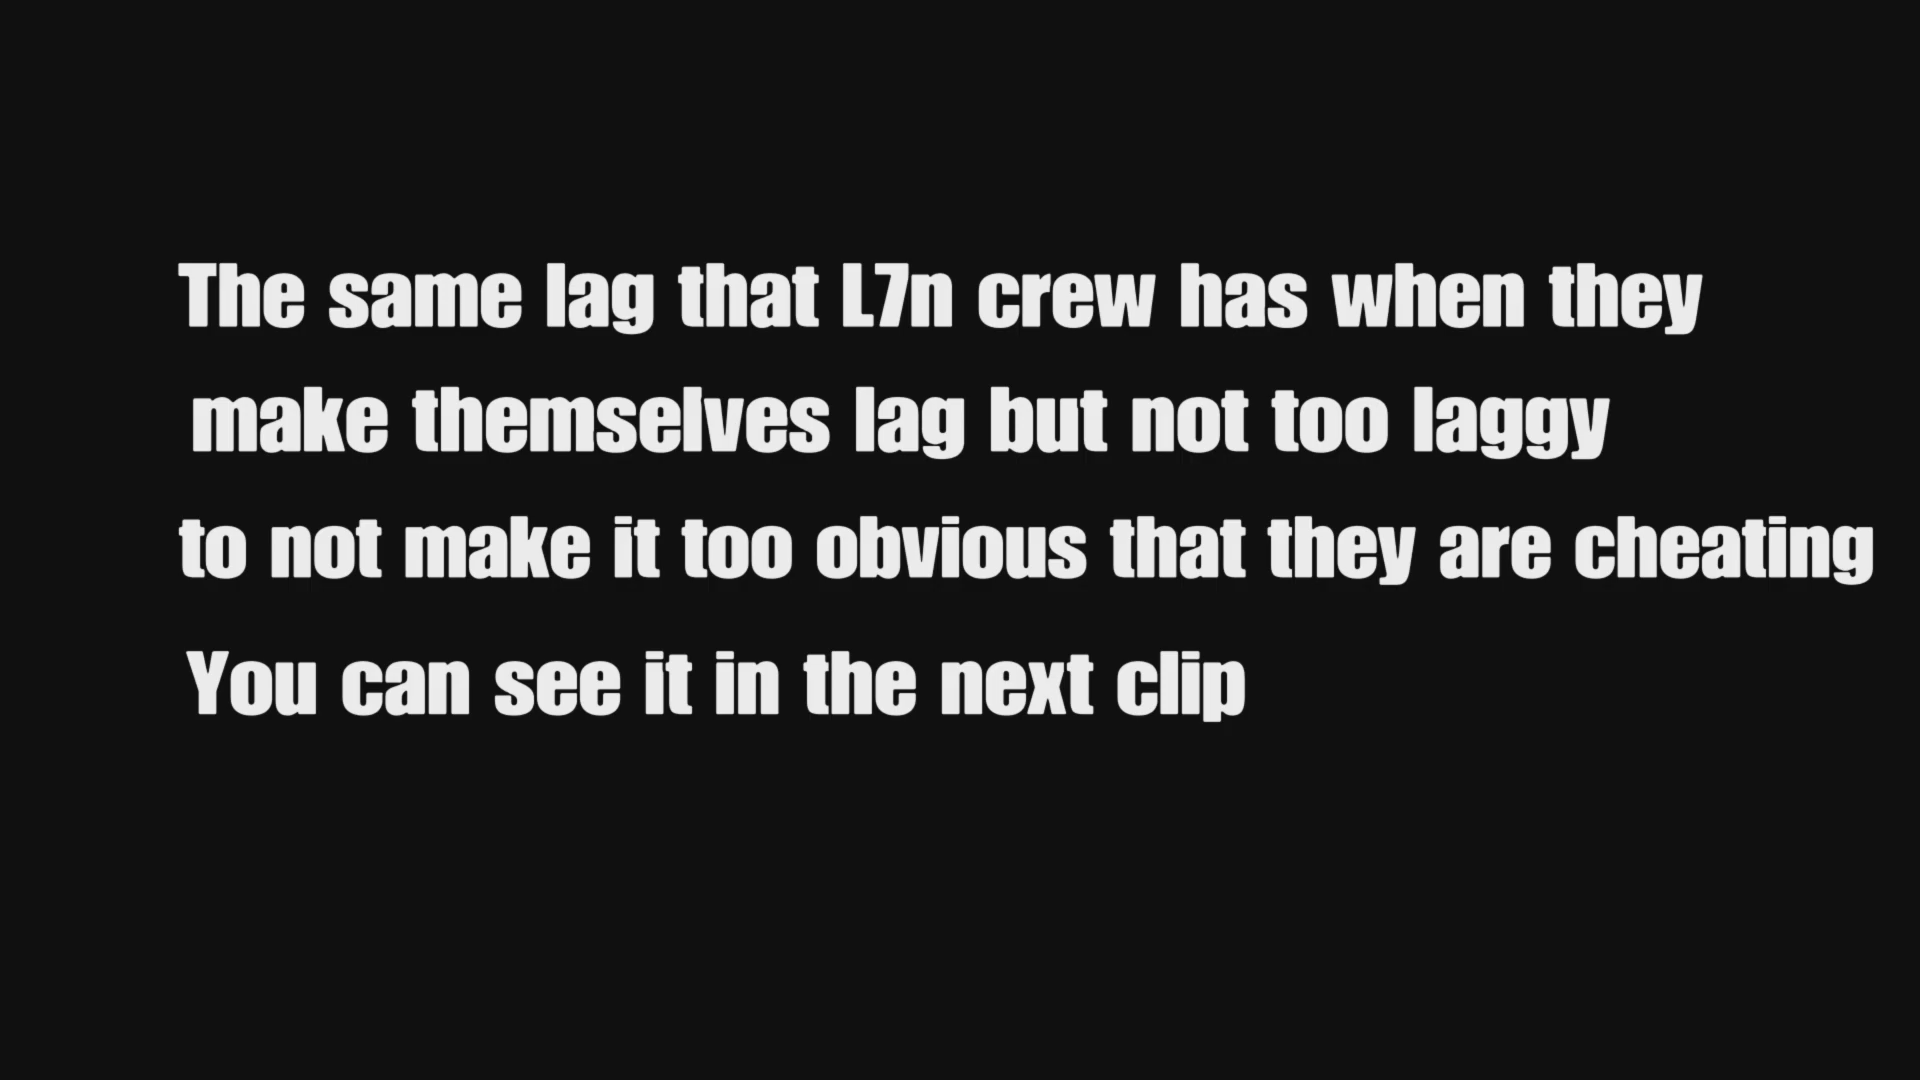 The same lag that L7n crew has when they
make themselves lag but not too laggy
to not make it too obvious that they are cheating
You can see it in the next clip